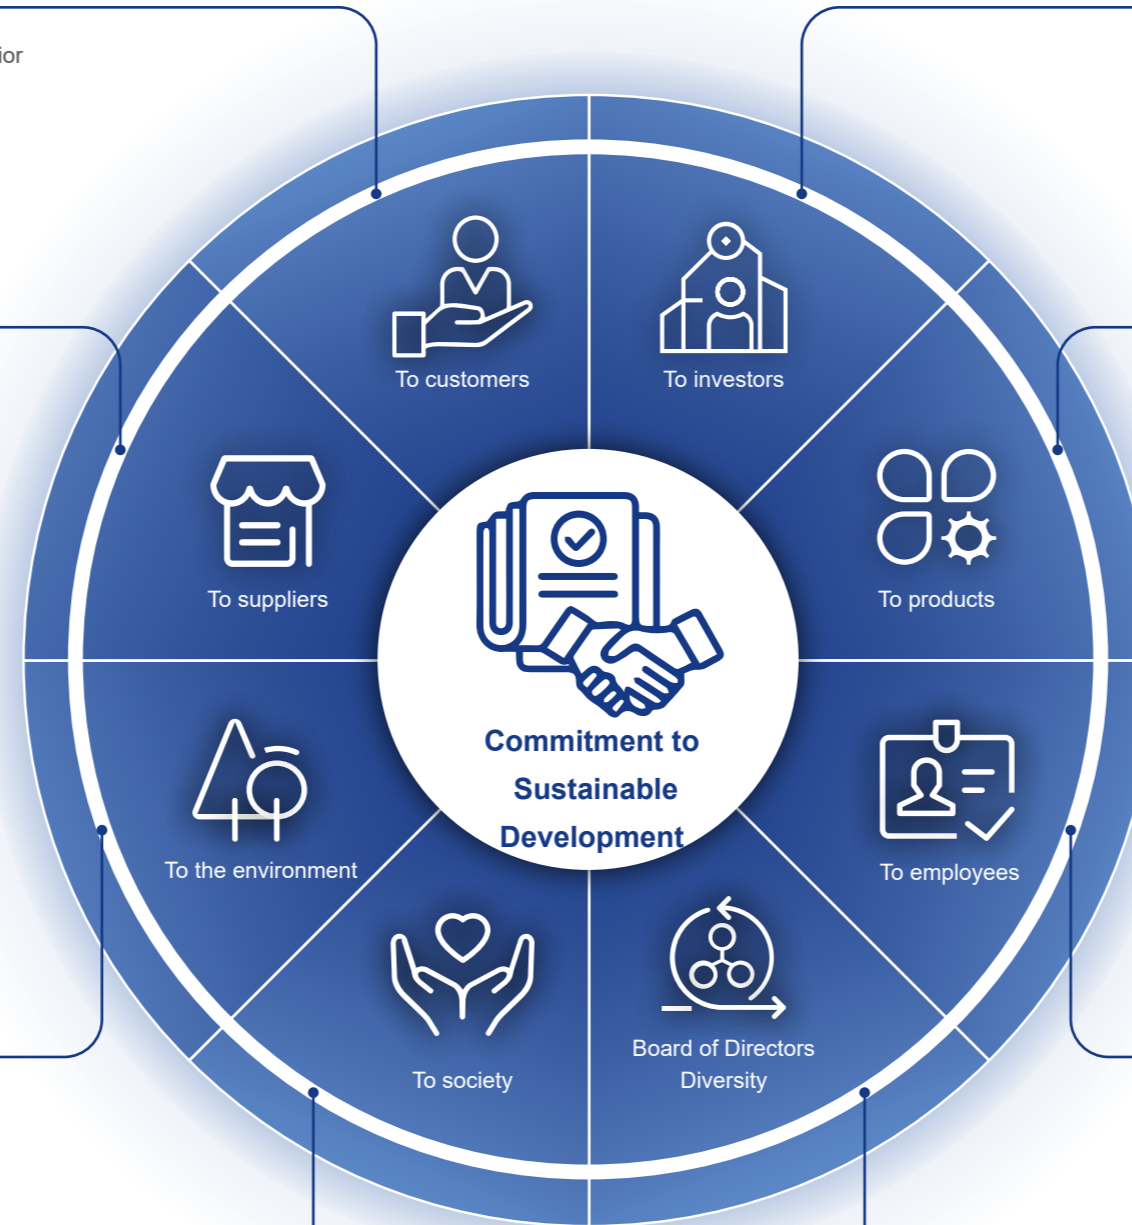 To customers
To investors
To suppliers
To products
Commitment to
Sustainable
Development
To the environment
To employees
To society
Board of Directors
Diversity